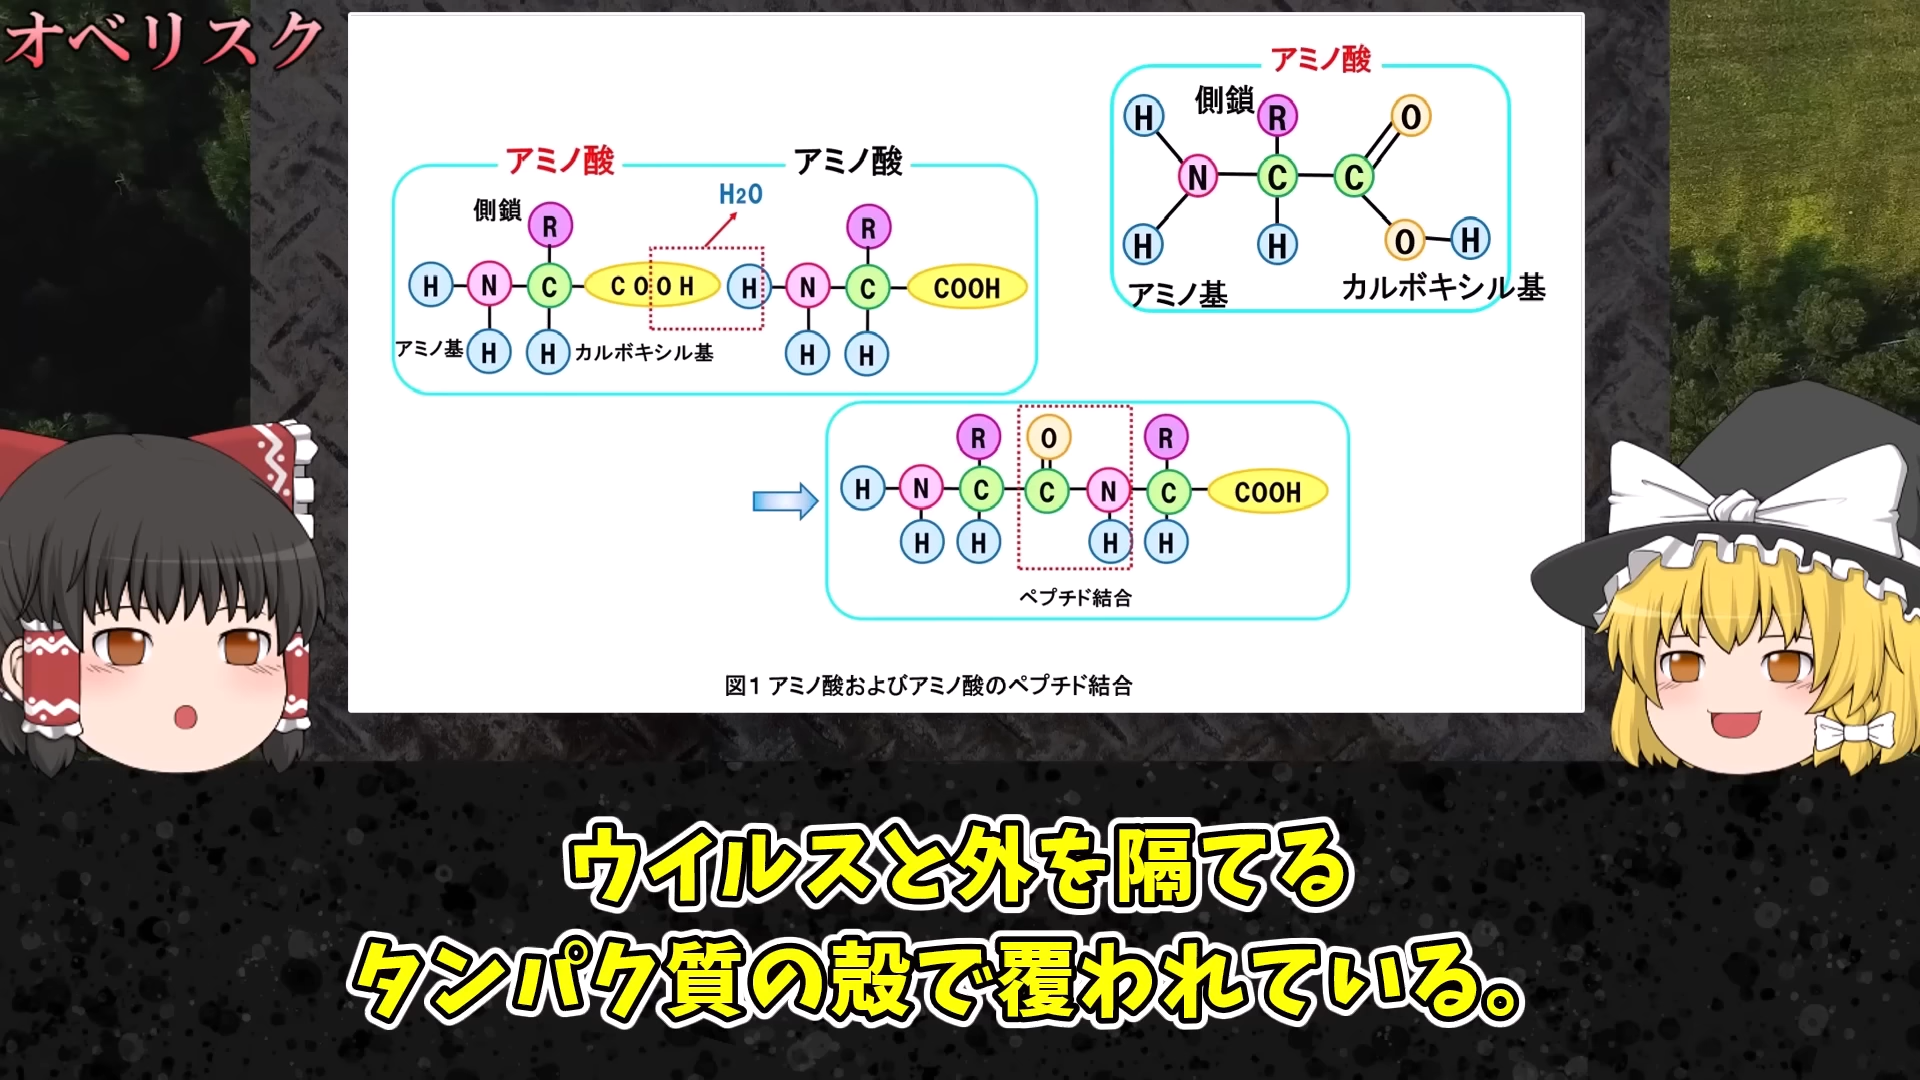 オベリスク
アミノ酸
側鎖
H R O
N C C
H H O H
アミノ基
カルボキシル基
アミノ酸
アミノ酸
H2O
側鎖
R R
H N C COOH H N C COOH
アミノ基 H H カルボキシル基 H H
R O R
H N C C N C COOH
H H H H
ペプチド結合
図1 アミノ酸およびアミノ酸のペプチド結合
ウイルスと外を隔てる
タンパク質の殻で覆われている。